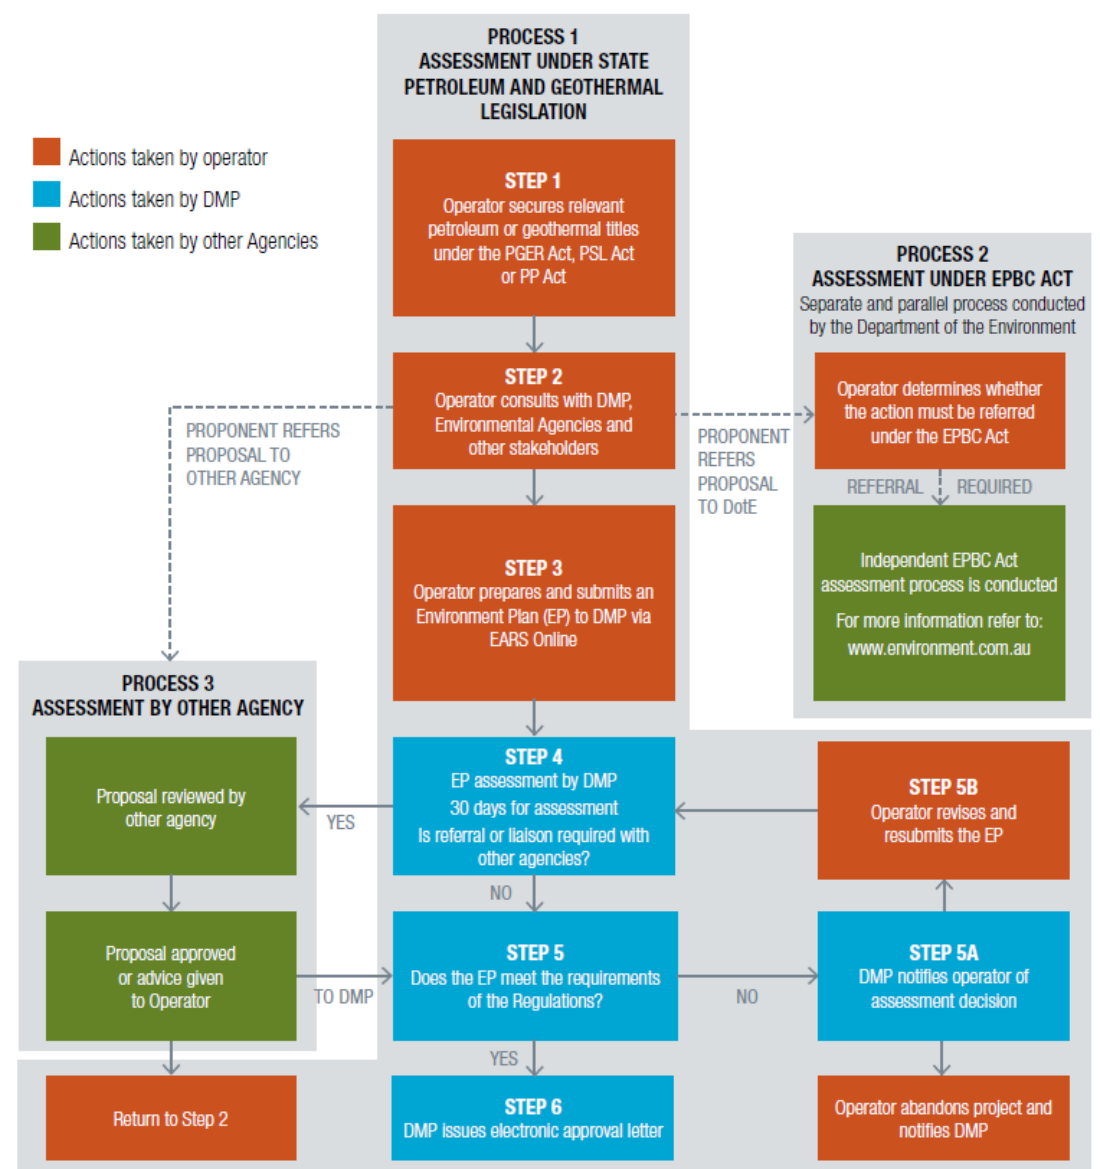 PROCESS 1
ASSESSMENT UNDER STATE
PETROLEUM AND GEOTHERMAL
LEGISLATION
Actions taken by operator
Actions taken by DMP
Actions taken by other Agencies
STEP 1
Operator secures relevant
petroleum or geothermal titles
under the PGER Act, PSL Act
or PP Act
PROCESS 2
ASSESSMENT UNDER EPBC ACT
Separate and parallel process conducted
by the Department of the Environment
STEP 2
Operator consults with DMP,
Environmental Agencies and
other stakeholders
Operator determines whether
the action must be referred
under the EPBC Act
PROPONENT REFERS
PROPOSAL TO
OTHER AGENCY
PROPONENT
REFERS
PROPOSAL
TO DotE
REFERRAL REQUIRED
STEP 3
Operator prepares and submits an
Environment Plan (EP) to DMP via
EARS Online
Independent EPBC Act
assessment process is conducted
For more information refer to:
www.environment.com.au
PROCESS 3
ASSESSMENT BY OTHER AGENCY
Proposal reviewed by
other agency
YES
STEP 4
EP assessment by DMP
30 days for assessment
Is referral or liaison required with
other agencies?
STEP 5B
Operator revises and
resubmits the EP
NO
Proposal approved
or advice given
to Operator
TO DMP
STEP 5
Does the EP meet the requirements
of the Regulations?
NO
STEP 5A
DMP notifies operator of
assessment decision
YES
Return to Step 2
STEP 6
DMP issues electronic approval letter
Operator abandons project and
notifies DMP